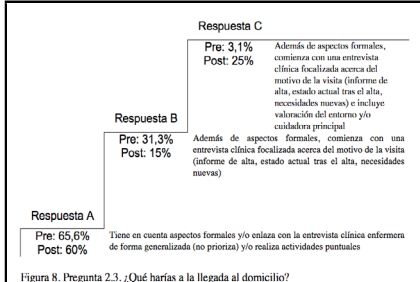 Respuesta C
Pre: 3,1%
Post: 25%
Además de aspectos formales,
comienza con una entrevista
clínica focalizada acerca del
motivo de la visita (informe de
alta, estado actual tras el alta,
necesidades nuevas) e incluye
valoración del entorno y/o
cuidadora principal
Respuesta B
Pre: 31,3%
Post: 15%
Además de aspectos formales, comienza con una
entrevista clínica focalizada acerca del motivo de la visita
(informe de alta, estado actual tras el alta, necesidades
nuevas)
Respuesta A
Pre: 65,6%
Post: 60%
Tiene en cuenta aspectos formales y/o enlaza con la entrevista clínica enfermera
de forma generalizada (no prioriza) y/o realiza actividades puntuales
Figura 8. Pregunta 2.3. ¿Qué harías a la llegada al domicilio?